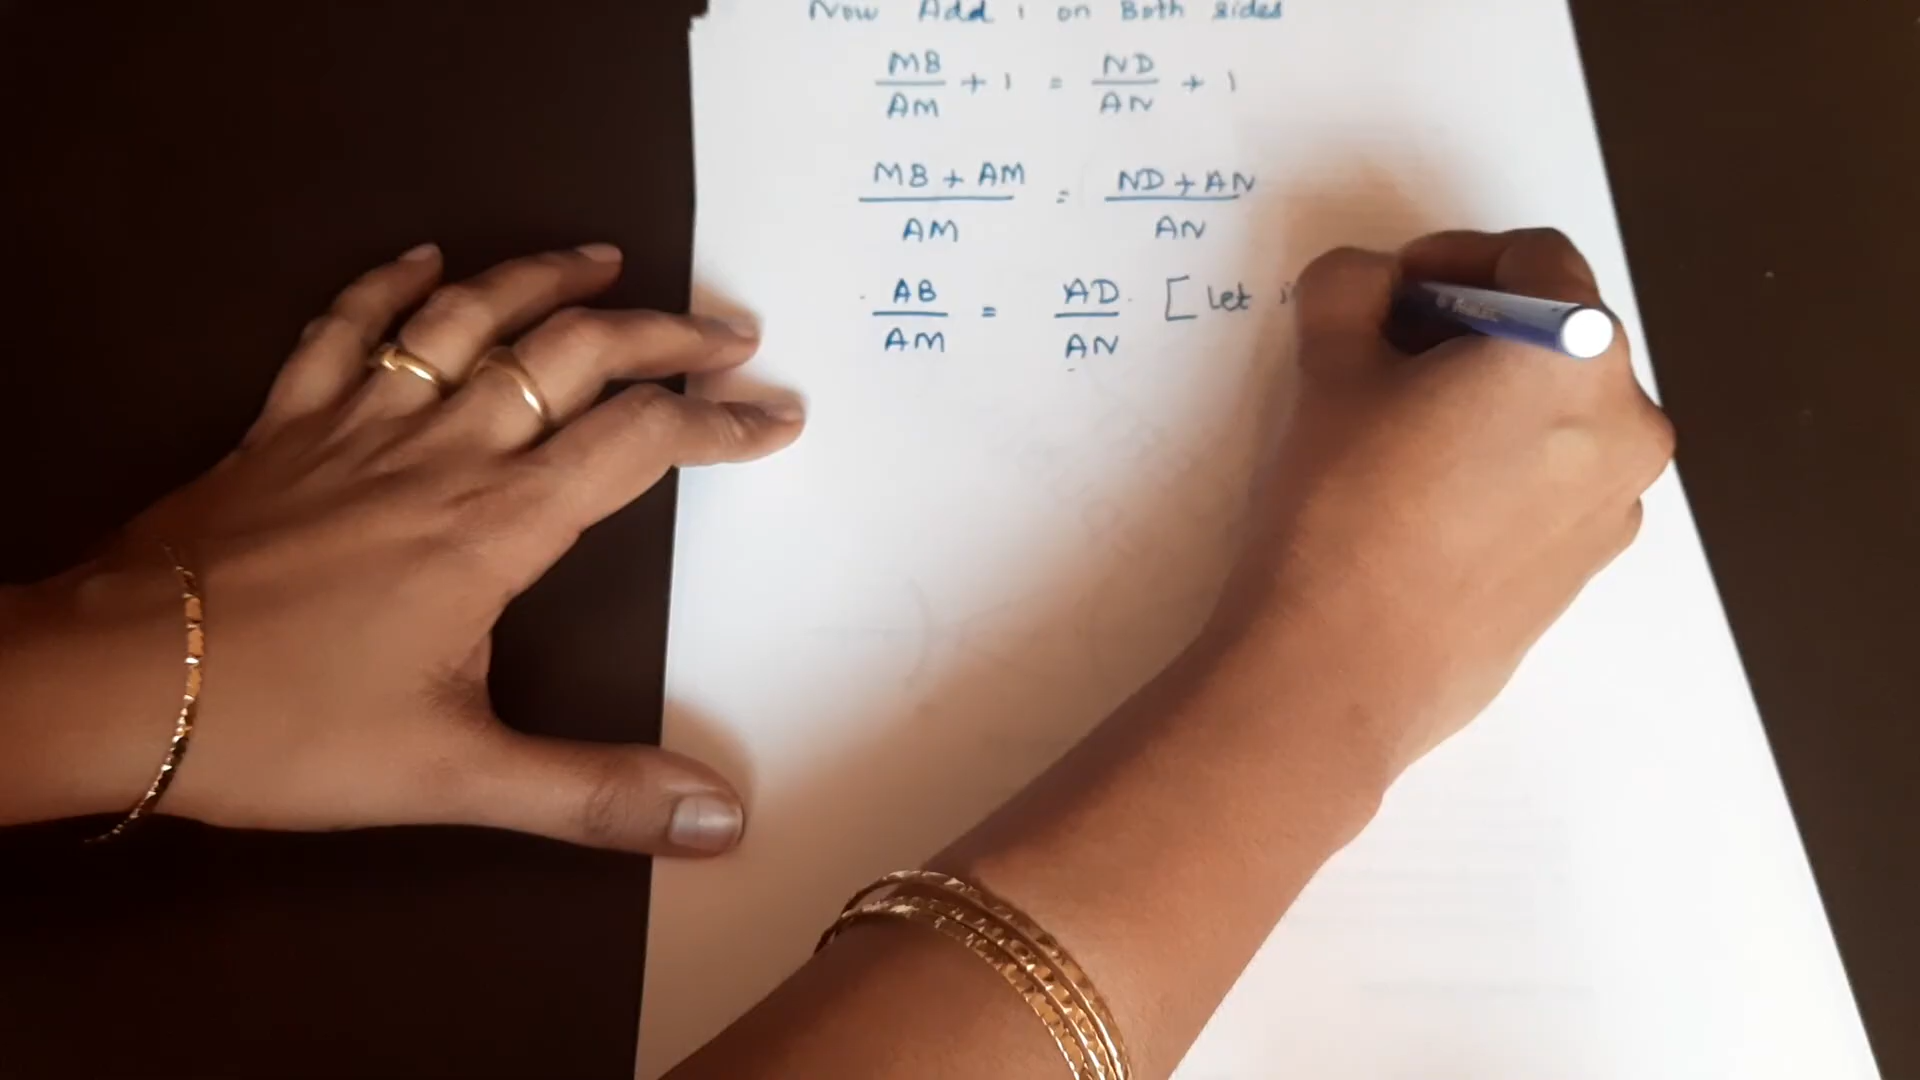 Now Add 1 on Both sides
MB/AM + 1 = ND/AN + 1
MB + AM/AM = ND + AN/AN
AB/AM = AD/AN [Let